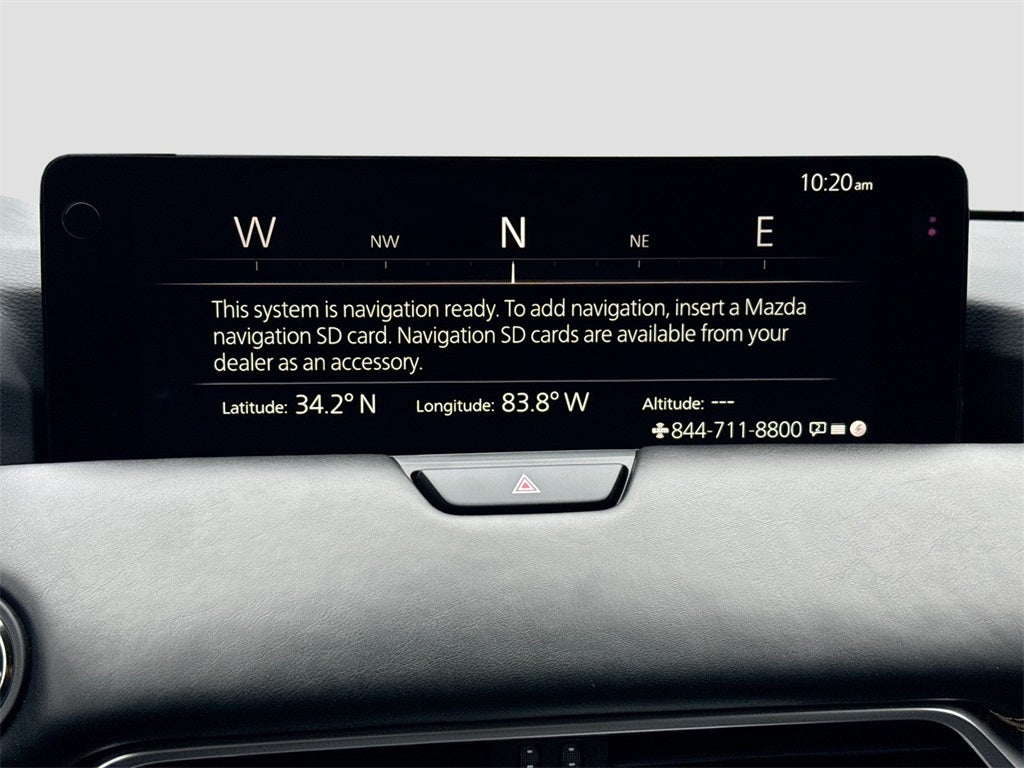 10:20am
W NW N NE E
This system is navigation ready. To add navigation, insert a Mazda
navigation SD card. Navigation SD cards are available from your
dealer as an accessory.
Latitude: 34.2° N Longitude: 83.8° W Altitude: ---
844-711-8800